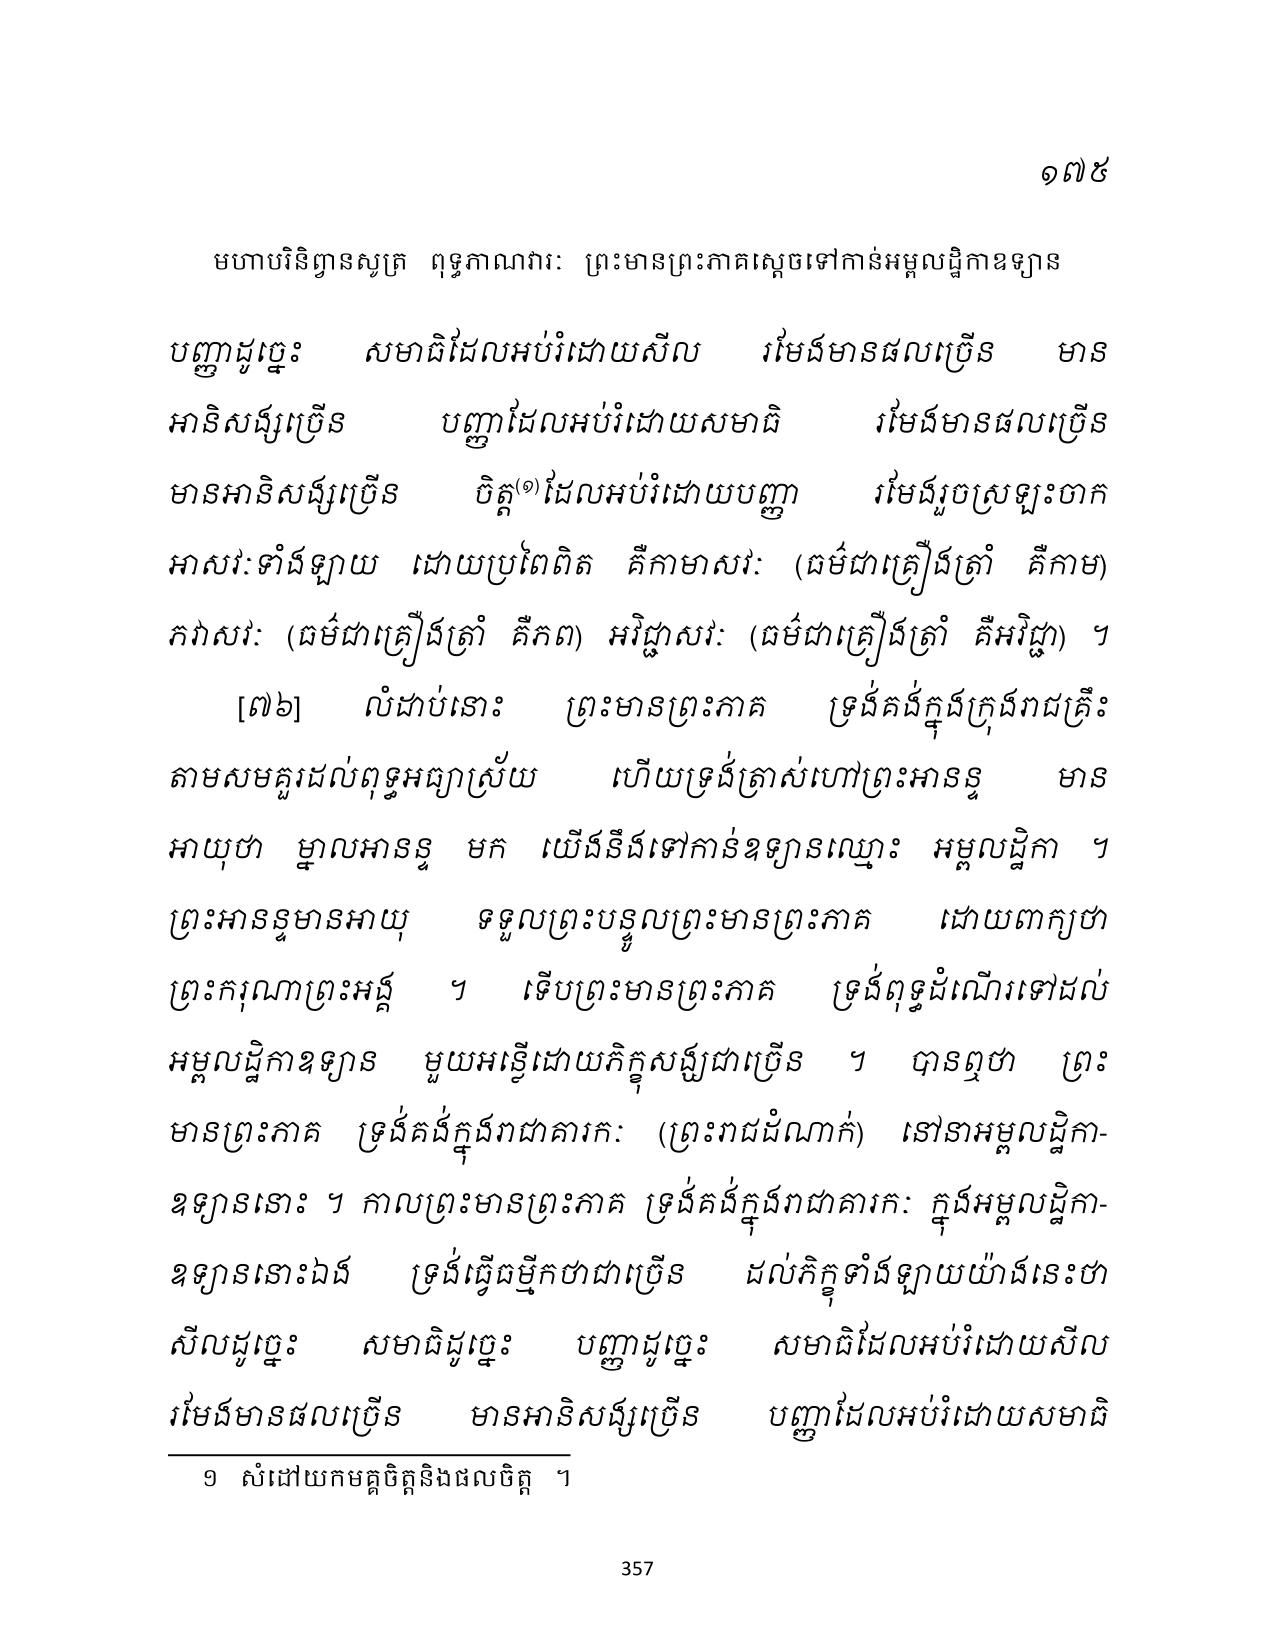 ១៧៥
មហាបរិនិព្វានសូត្រ ពុទ្ធភាណវារៈ ព្រះមានព្រះភាគស្តេចទៅកាន់អម្ពលដ្ឋិកាឧទ្យាន
បញ្ញាដូច្នេះ សមាធិដែលអប់រំដោយសីល រមែងមានផលច្រើន មាន
អានិសង្សច្រើន បញ្ញាដែលអប់រំដោយសមាធិ រមែងមានផលច្រើន
មានអានិសង្សច្រើន ចិត្ត(១)ដែលអប់រំដោយបញ្ញា រមែងរួចស្រឡះចាក
អាសវៈទាំងឡាយ ដោយប្រពៃពិត គឺកាមាសវៈ (ធម៌ជាគ្រឿងត្រាំ គឺកាម)
ភវាសវៈ (ធម៌ជាគ្រឿងត្រាំ គឺភព) អវិជ្ជាសវៈ (ធម៌ជាគ្រឿងត្រាំ គឺអវិជ្ជា) ។
[៧៦] លំដាប់នោះ ព្រះមានព្រះភាគ ទ្រង់គង់ក្នុងក្រុងរាជគ្រឹះ
តាមសមគួរដល់ពុទ្ធអធ្យាស្រ័យ ហើយទ្រង់ត្រាស់ហៅព្រះអានន្ទ មាន
អាយុថា ម្នាលអានន្ទ មក យើងនឹងទៅកាន់ឧទ្យានឈ្មោះ អម្ពលដ្ឋិកា ។
ព្រះអានន្ទមានអាយុ ទទួលព្រះបន្ទូលព្រះមានព្រះភាគ ដោយពាក្យថា
ព្រះករុណាព្រះអង្គ ។ ទើបព្រះមានព្រះភាគ ទ្រង់ពុទ្ធដំណើរទៅដល់
អម្ពលដ្ឋិកាឧទ្យាន មួយអន្លើដោយភិក្ខុសង្ឃជាច្រើន ។ បានឮថា ព្រះ
មានព្រះភាគ ទ្រង់គង់ក្នុងរាជាគារកៈ (ព្រះរាជដំណាក់) នៅនាអម្ពលដ្ឋិកា-
ឧទ្យាននោះ ។ កាលព្រះមានព្រះភាគ ទ្រង់គង់ក្នុងរាជាគារកៈ ក្នុងអម្ពលដ្ឋិកា-
ឧទ្យាននោះឯង ទ្រង់ធ្វើធម្មីកថាជាច្រើន ដល់ភិក្ខុទាំងឡាយយ៉ាងនេះថា
សីលដូច្នេះ សមាធិដូច្នេះ បញ្ញាដូច្នេះ សមាធិដែលអប់រំដោយសីល
រមែងមានផលច្រើន មានអានិសង្សច្រើន បញ្ញាដែលអប់រំដោយសមាធិ
១ សំដៅយកមគ្គចិត្តនិងផលចិត្ត ។
357